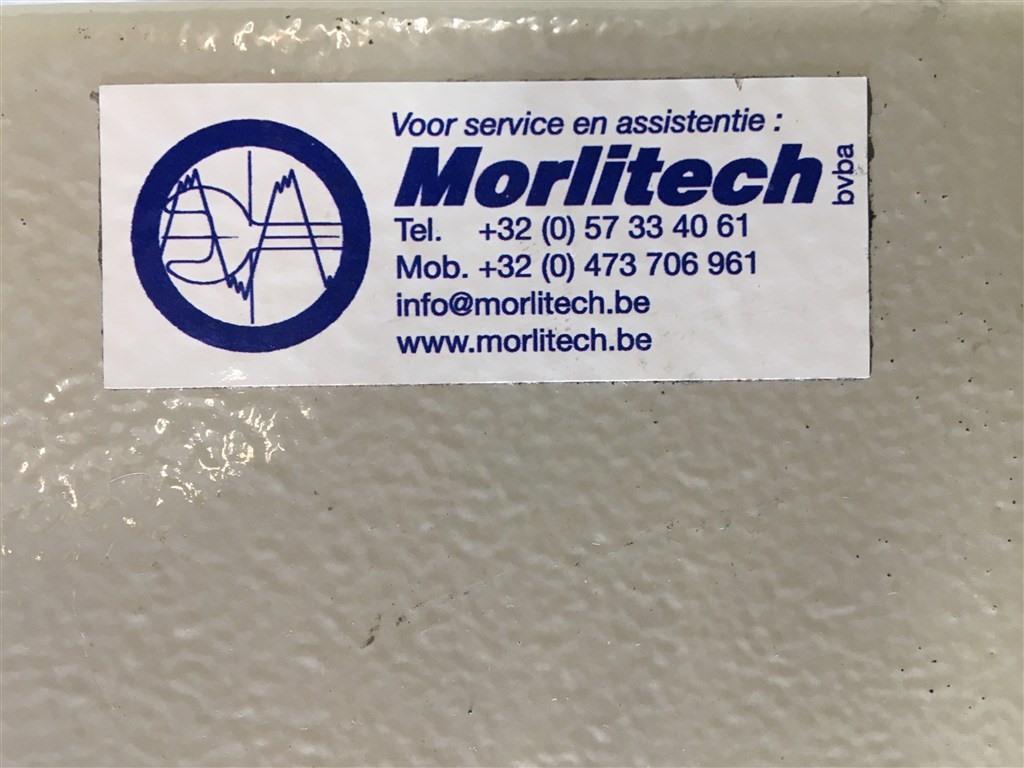 Voor service en assistentie :
Morlitech bvba
Tel. +32 (0) 57 33 40 61
Mob. +32 (0) 473 706 961
info@morlitech.be
www.morlitech.be